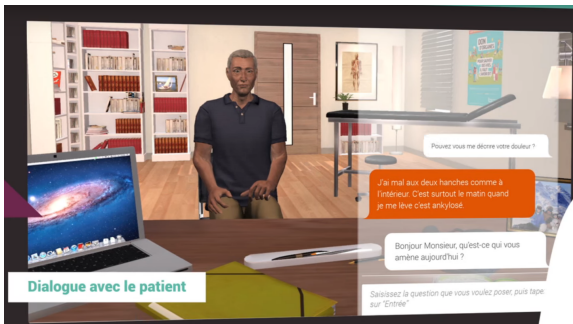 Pouvez vous me décrire votre douleur ?
J'ai mal aux deux hanches comme à
l'intérieur. C'est surtout le matin quand
je me lève c'est ankylosé.
Bonjour Monsieur, qu'est-ce qui vous
amène aujourd'hui ?
Dialogue avec le patient
Saisissez la question que vous voulez poser, puis tape
sur "Entrée"